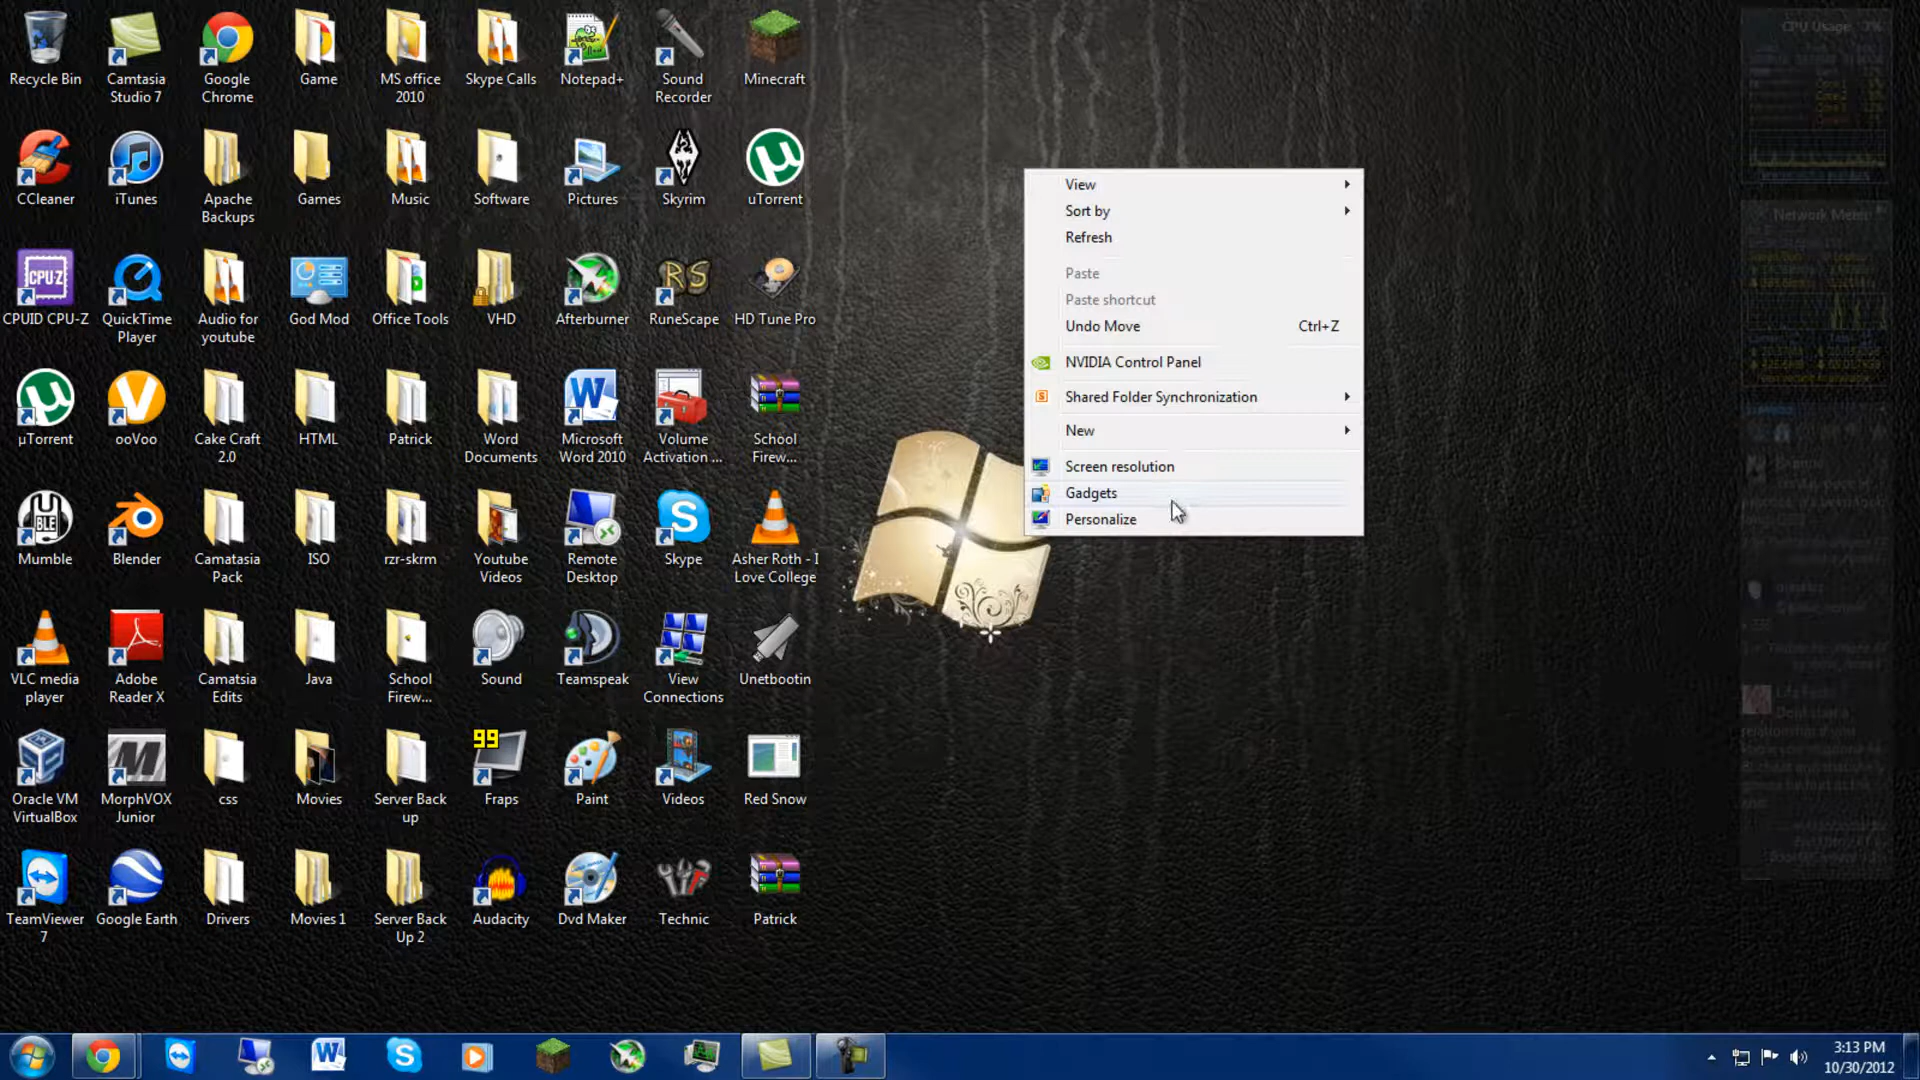 Recycle Bin
Camtasia
Studio 7
Google
Chrome
Game
MS office
2010
Skype Calls
Notepad+
Sound
Recorder
Minecraft
CCleaner
iTunes
Apache
Backups
Games
Music
Software
Pictures
Skyrim
uTorrent
CPUID CPU-Z
QuickTime
Player
Audio for
youtube
God Mod
Office Tools
VHD
Afterburner
RuneScape
HD Tune Pro
µTorrent
ooVoo
Cake Craft
2.0
HTML
Patrick
Word
Documents
Microsoft
Word 2010
Volume
Activation ...
School
Firew...
Mumble
Blender
Camatasia
Pack
ISO
rzr-skrm
Youtube
Videos
Remote
Desktop
Skype
Asher Roth - I
Love College
VLC media
player
Adobe
Reader X
Camatsia
Edits
Java
School
Firew...
Sound
Teamspeak
View
Connections
Unetbootin
Oracle VM
VirtualBox
MorphVOX
Junior
css
Movies
Server Back
up
99
Fraps
Paint
Videos
Red Snow
TeamViewer
7
Google Earth
Drivers
Movies 1
Server Back
Up 2
Audacity
Dvd Maker
Technic
Patrick
View
Sort by
Refresh
Paste
Paste shortcut
Undo Move Ctrl+Z
NVIDIA Control Panel
Shared Folder Synchronization
New
Screen resolution
Gadgets
Personalize
CPU Usage
Network Meter
3:13 PM
10/30/2012